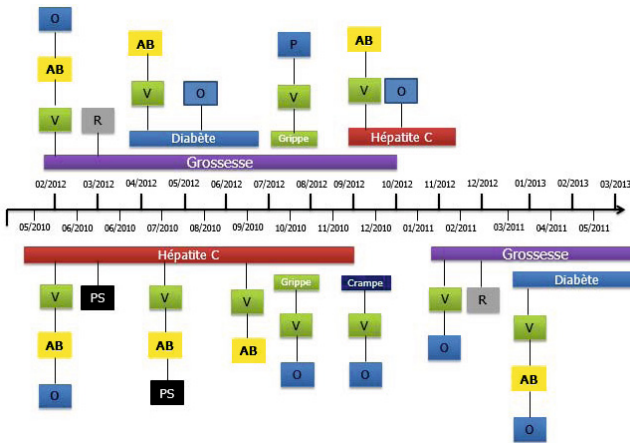 O
AB AB P AB
V O O
V R Diabète V V
Grippe Hépatite C
Grossesse
02/2012 03/2012 04/2012 05/2012 06/2012 07/2012 08/2012 09/2012 10/2012 11/2012 12/2012 01/2013 02/2013 03/2013
05/2010 06/2010 06/2010 07/2010 08/2010 09/2010 10/2010 11/2010 12/2010 01/2011 02/2011 03/2011 04/2011 05/2011
Hépatite C Grossesse
Grippe Crampe Diabète
V PS V V V R
AB AB AB V V O V
O PS O O AB
O